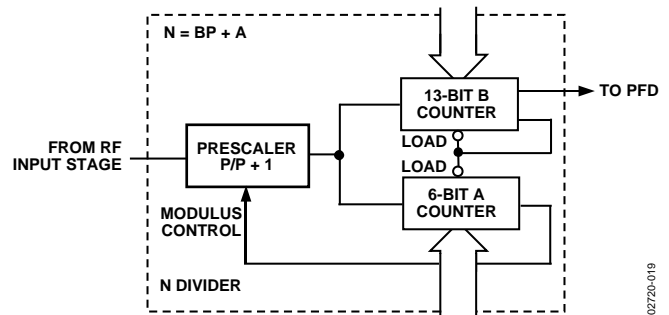 N = BP + A
13-BIT B
COUNTER
TO PFD
LOAD
LOAD
FROM RF
INPUT STAGE
PRESCALER
P/P + 1
6-BIT A
COUNTER
MODULUS
CONTROL
N DIVIDER
02720-019